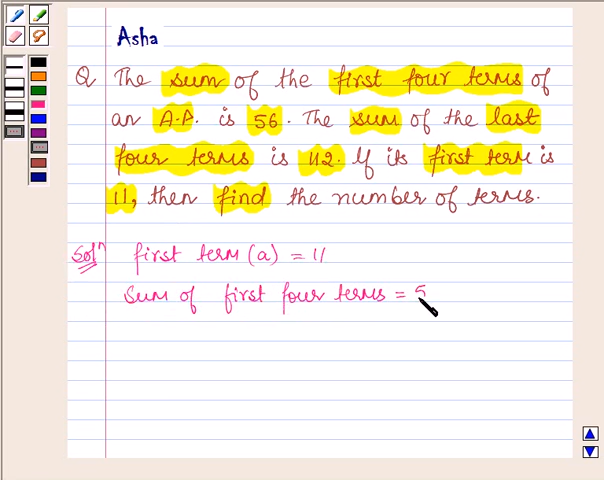 Asha
Q The sum of the first four terms of
an A.P. is 56. The sum of the last
four terms is 112. If its first term is
11, then find the number of terms.
Solⁿ first term (a) = 11
Sum of first four terms = 5